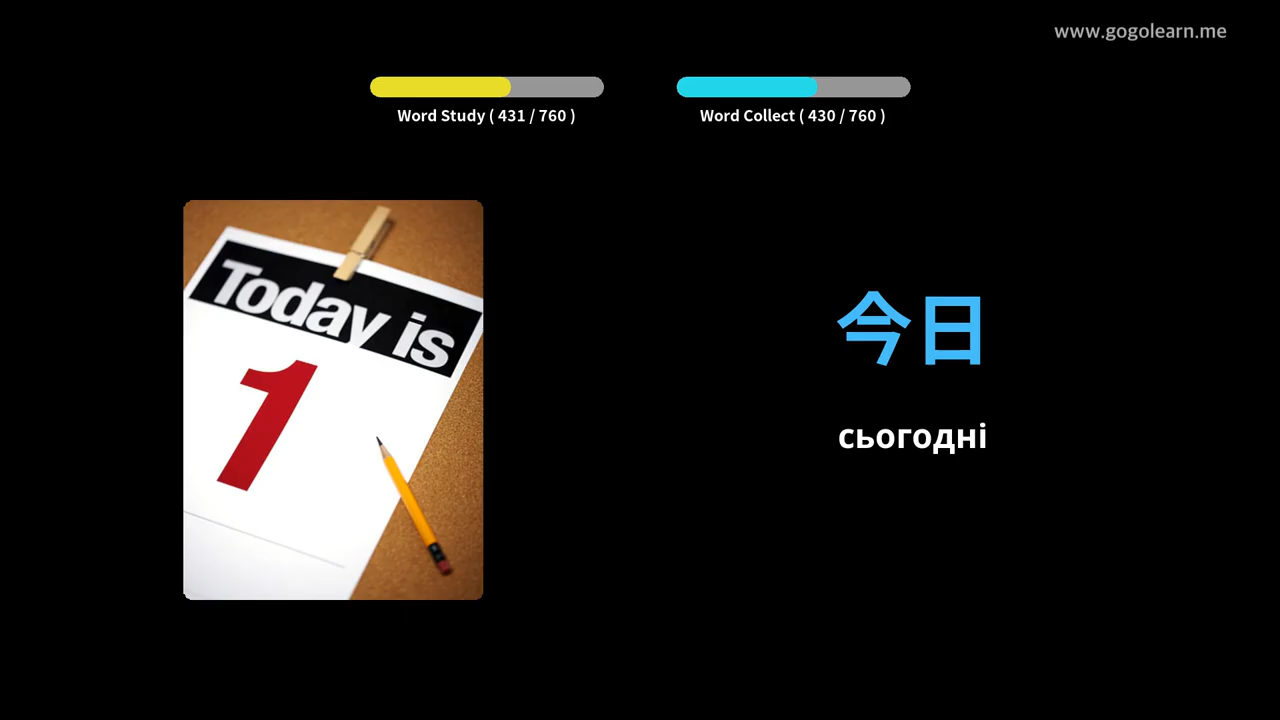 www.gogolearn.me
Word Study ( 431 / 760 )
Word Collect ( 430 / 760 )
Today is
1
今日
сьогодні